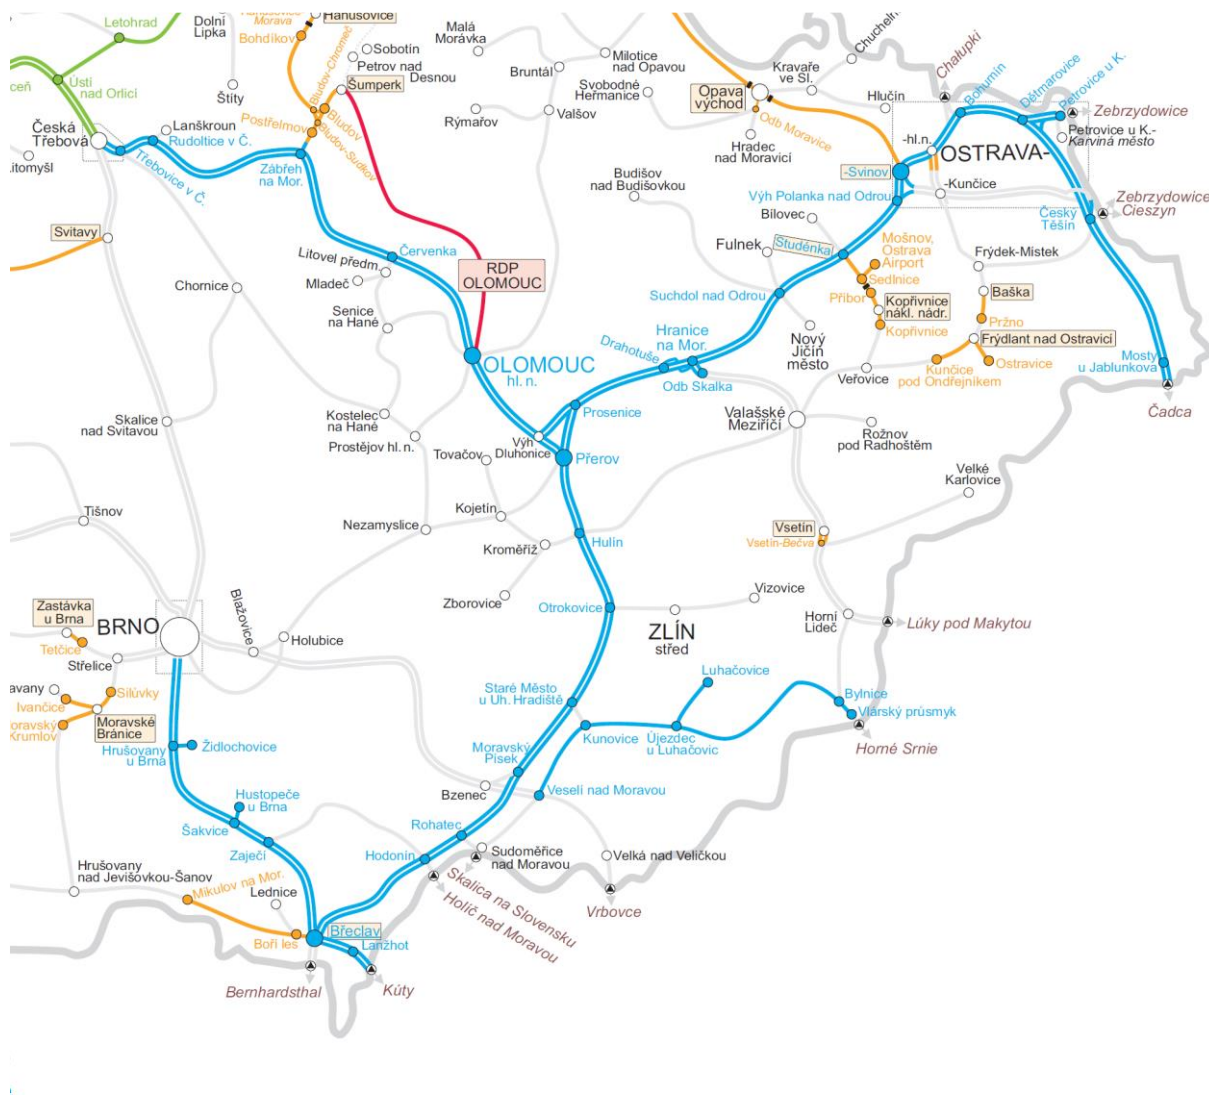 Letohrad
Ústí
nad Orlicí
Česká
Třebová
Lanškroun
Rudoltice v Č.
Třebovice v Č.
Svitavy
Dolní
Lipka
Štíty
Hanušovice
Morava
Bohdíkov
Bludov-Chromeč
Sobotín
Petrov nad
Desnou
Šumperk
Postřelmov
Bludov
Bludov-Sudkov
Zábřeh
na Mor.
Malá
Morávka
Bruntál
Milotice
nad Opavou
Rýmařov
Valšov
Svobodné
Heřmanice
Kravaře
ve Sl.
Opava
východ
Odb Moravice
Hradec
nad Moravicí
Hlučín
Chałupki
Bohumín
Dětmarovice
Petrovice u K.
Zebrzydowice
Petrovice u K.-
Karviná město
-hl.n.
OSTRAVA-
-Svinov
-Kunčice
Výh Polanka nad Odrou
Zebrzydowice
Cieszyn
Český
Těšín
Budišov
nad Budišovkou
Bílovec
Fulnek
Studénka
Mošnov,
Ostrava
Airport
Sedlnice
Příbor
Kopřivnice
nákl. nádr.
Kopřivnice
Frýdek-Místek
Baška
Pržno
Frýdlant nad Ostravicí
Kunčice
pod Ondřejníkem
Ostravice
Mosty
u Jablunkova
Čadca
Suchdol nad Odrou
Nový
Jičín
město
Veřovice
Hranice
na Mor.
Drahotuše
Odb Skalka
Valašské
Meziříčí
Rožnov
pod Radhoštěm
Velké
Karlovice
Litovel předm.
Mladeč
Červenka
RDP
OLOMOUC
Senice
na Hané
OLOMOUC
hl. n.
Chornice
Skalice
nad Svitavou
Kostelec
na Hané
Prostějov hl. n.
Prosenice
Výh
Dluhonice
Přerov
Tovačov
Kojetín
Nezamyslice
Kroměříž
Hulín
Zborovice
Vsetín
Vsetín-Bečva
Tišnov
Zastávka
u Brna
BRNO
Tetčice
Střelice
Blažovice
Holubice
Otrokovice
Vizovice
ZLÍN
střed
Horní
Lideč
Lúky pod Makytou
Silůvky
Ivančice
Moravské
Bránice
Hrušovany
u Brna
Židlochovice
Staré Město
u Uh. Hradiště
Luhačovice
Kunovice
Újezdec
u Luhačovic
Bylnice
Vlárský průsmyk
Horné Srnie
Moravský
Písek
Bzenec
Veselí nad Moravou
Hustopeče
u Brna
Šakvice
Zaječí
Rohatec
Hodonín
Sudoměřice
nad Moravou
Velká nad Veličkou
Vrbovce
Skalica na Slovensku
Holíč nad Moravou
Hrušovany
nad Jevišovkou-Šanov
Mikulov na Mor.
Lednice
Boří les
Břeclav
Lanžhot
Bernhardsthal
Kúty